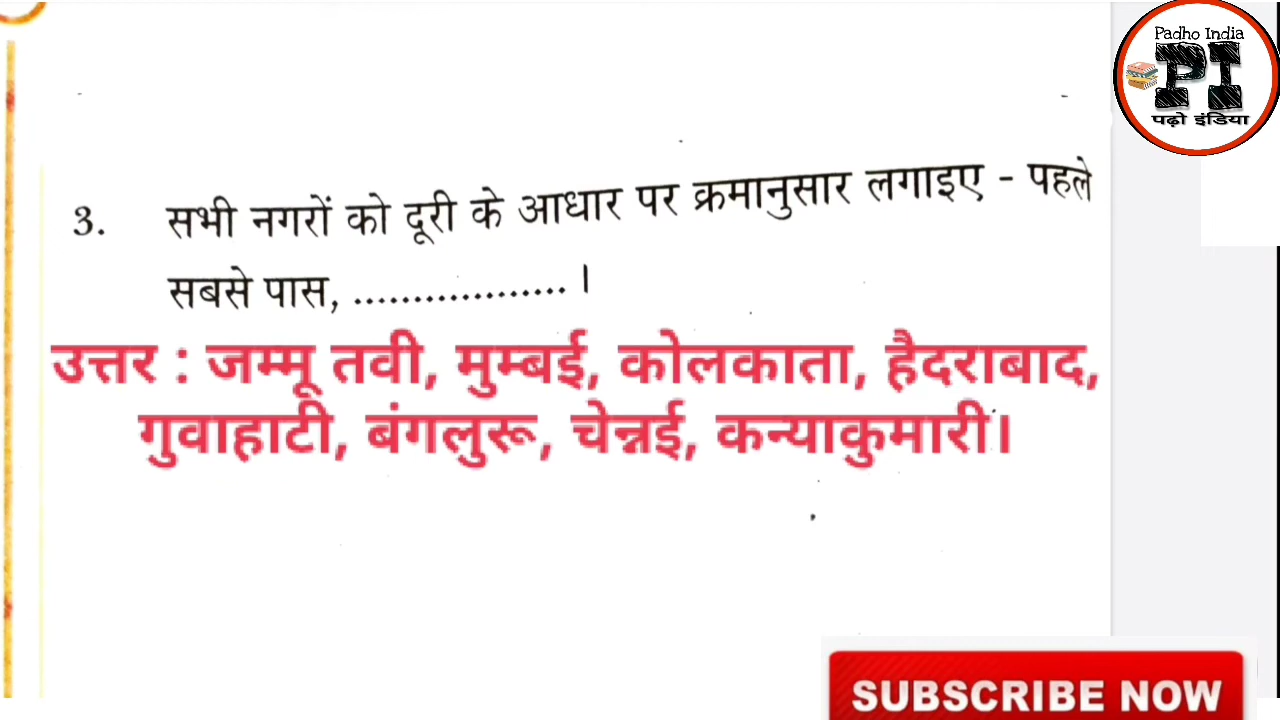 Padho India
PI
पढ़ो इंडिया
3. सभी नगरों को दूरी के आधार पर क्रमानुसार लगाइए - पहले
सबसे पास, .................. ।
उत्तर : जम्मू तवी, मुम्बई, कोलकाता, हैदराबाद,
गुवाहाटी, बंगलुरू, चेन्नई, कन्याकुमारी।
SUBSCRIBE NOW